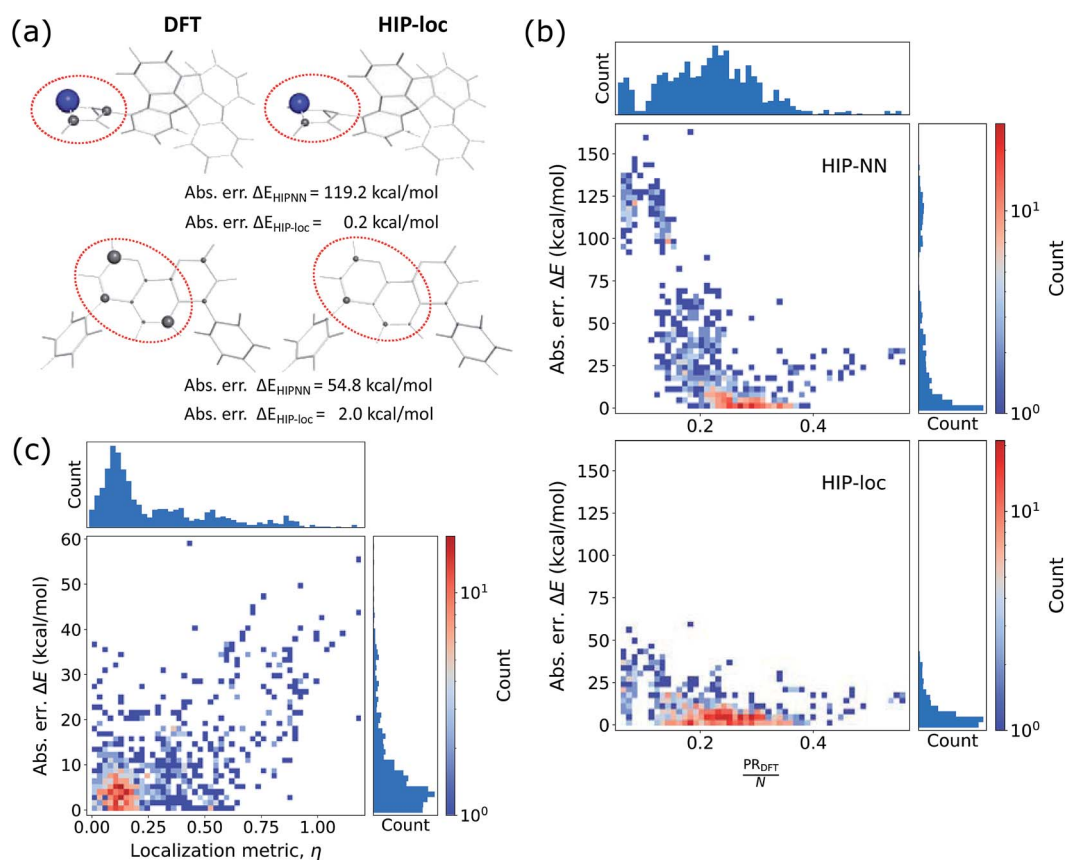 (a)
DFT
HIP-loc
Abs. err. ΔE_HIPNN = 119.2 kcal/mol
Abs. err. ΔE_HIP-loc = 0.2 kcal/mol
Abs. err. ΔE_HIPNN = 54.8 kcal/mol
Abs. err. ΔE_HIP-loc = 2.0 kcal/mol
(b)
Count
HIP-NN
Abs. err. ΔE (kcal/mol)
150
125
100
75
50
25
0
0.2 0.4
Count
10¹
10⁰
Count
HIP-loc
Abs. err. ΔE (kcal/mol)
150
125
100
75
50
25
0
0.2 0.4
PR_DFT
N
Count
10¹
10⁰
Count
(c)
Count
Abs. err. ΔE (kcal/mol)
60
50
40
30
20
10
0
0.00 0.25 0.50 0.75 1.00
Localization metric, η
Count
10¹
10⁰
Count